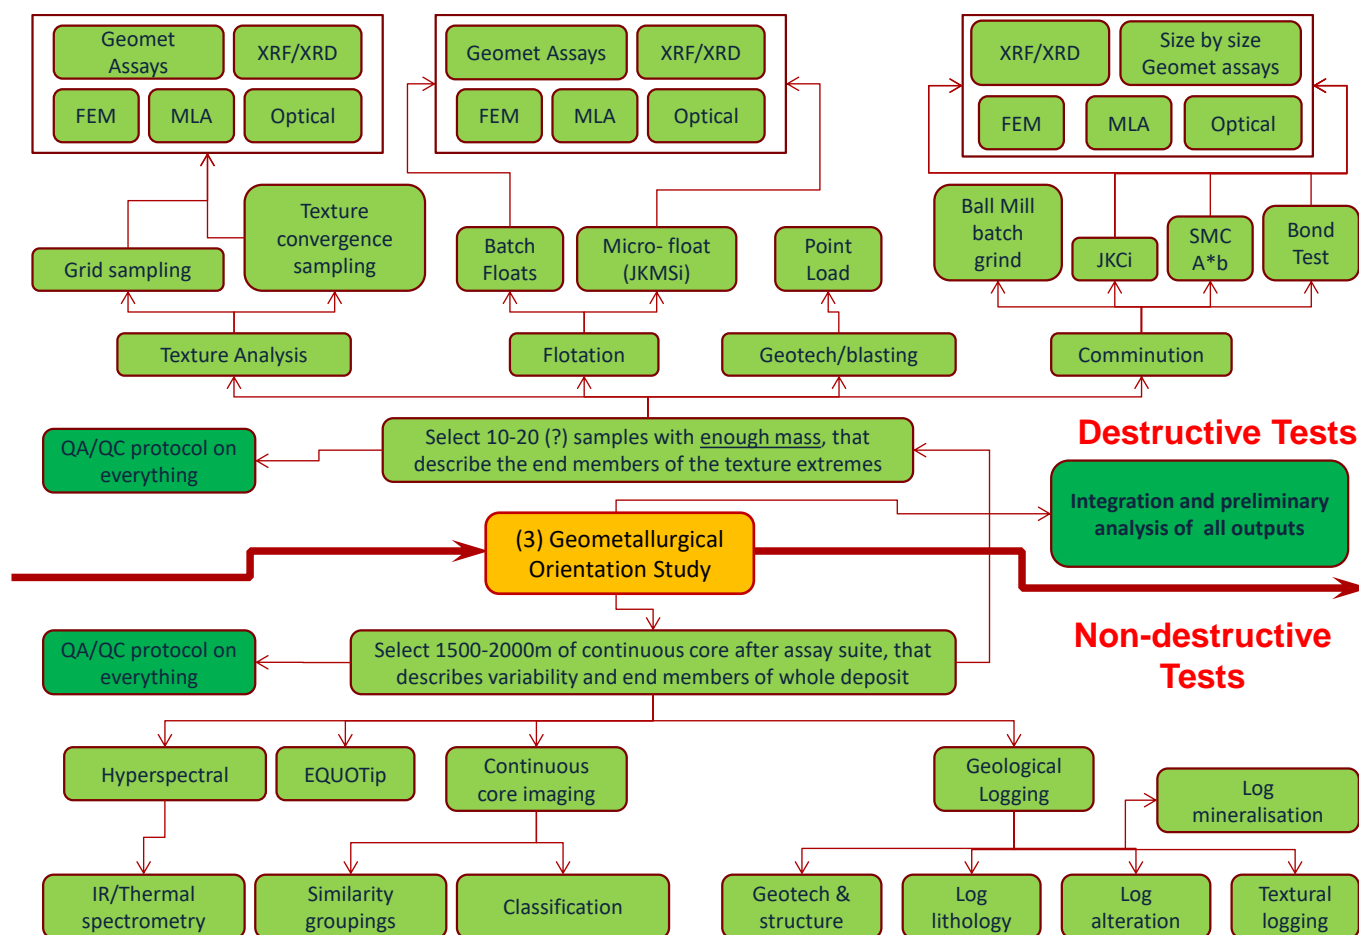 Geomet
Assays
XRF/XRD
FEM
MLA
Optical
Geomet Assays
XRF/XRD
FEM
MLA
Optical
XRF/XRD
Size by size
Geomet assays
FEM
MLA
Optical
Grid sampling
Texture
convergence
sampling
Batch
Floats
Micro- float
(JKMSi)
Point
Load
Ball Mill
batch
grind
JKCi
SMC
A*b
Bond
Test
Texture Analysis
Flotation
Geotech/blasting
Comminution
QA/QC protocol on
everything
Select 10-20 (?) samples with enough mass, that
describe the end members of the texture extremes
Destructive Tests
Integration and preliminary
analysis of  all outputs
(3) Geometallurgical
Orientation Study
QA/QC protocol on
everything
Select 1500-2000m of continuous core after assay suite, that
describes variability and end members of whole deposit
Non-destructive
Tests
Hyperspectral
EQUOTip
Continuous
core imaging
Geological
Logging
Log
mineralisation
IR/Thermal
spectrometry
Similarity
groupings
Classification
Geotech &
structure
Log
lithology
Log
alteration
Textural
logging